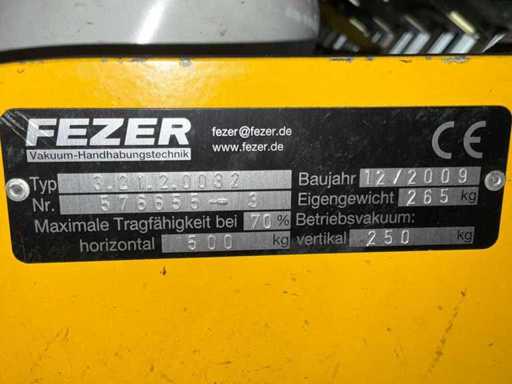 FEZER
Vakuum-Handhabungstechnik
fezer@fezer.de
www.fezer.de
CE
Typ 3.21.2.0032 Baujahr 12/2009
Nr. 576655-3 Eigengewicht 265 kg
Maximale Tragfähigkeit bei 70% Betriebsvakuum:
horizontal 500 kg vertikal 250 kg